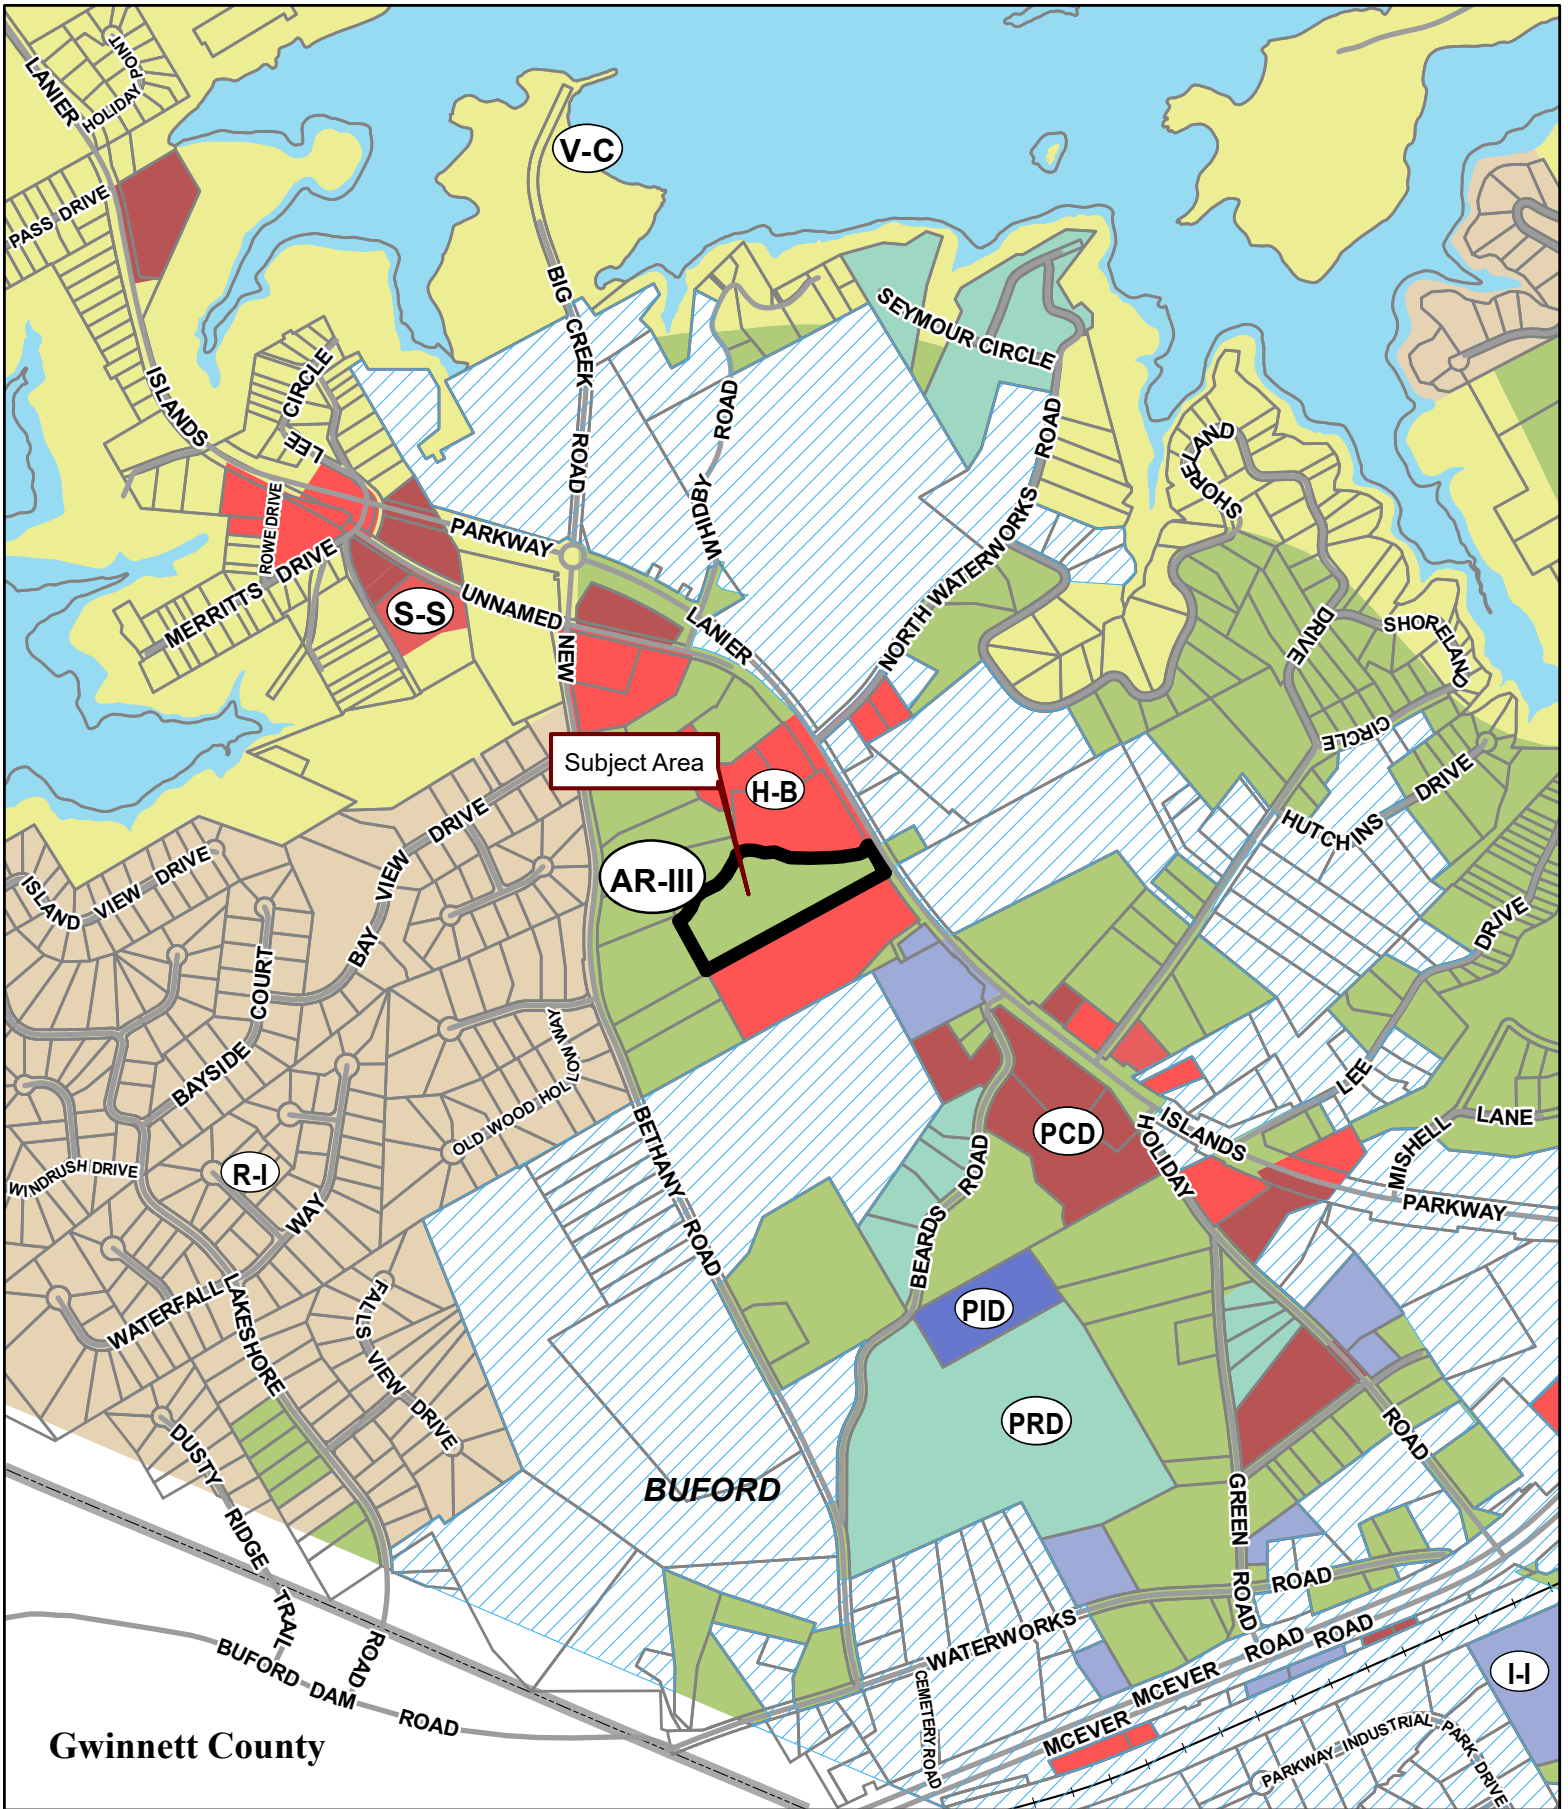 LANIER
HOLIDAY
POINT
V-C
PASS DRIVE
BIG CREEK ROAD
SEYMOUR CIRCLE
ISLANDS
LEE
CIRCLE
WHIDBY
ROAD
NORTH WATERWORKS
ROAD
SHORELAND
ROWE DRIVE
PARKWAY
MERRITTS DRIVE
S-S
UNNAMED
NEW
LANIER
DRIVE
SHORELAND
CIRCLE
Subject Area
H-B
HUTCHINS
DRIVE
BAY
VIEW
DRIVE
AR-III
ISLAND
VIEW DRIVE
DRIVE
COURT
BAYSIDE
OLD WOOD HOLLOW WAY
LEE
BETHANY
ROAD
PCD
HOLIDAY
ISLANDS
MISHELL
LANE
PARKWAY
WINDRUSH DRIVE
R-I
WAY
BEARDS
ROAD
PID
WATERFALL
LAKESHORE
FALLS
VIEW
DRIVE
PRD
DUSTY
RIDGE
TRAIL
BUFORD
GREEN
ROAD
ROAD
ROAD
WATERWORKS
ROAD
BUFORD
DAM
ROAD
CEMETERY ROAD
MCEVER
ROAD
MCEVER
ROAD
I-I
PARKWAY INDUSTRIAL PARK DRIVE
Gwinnett County